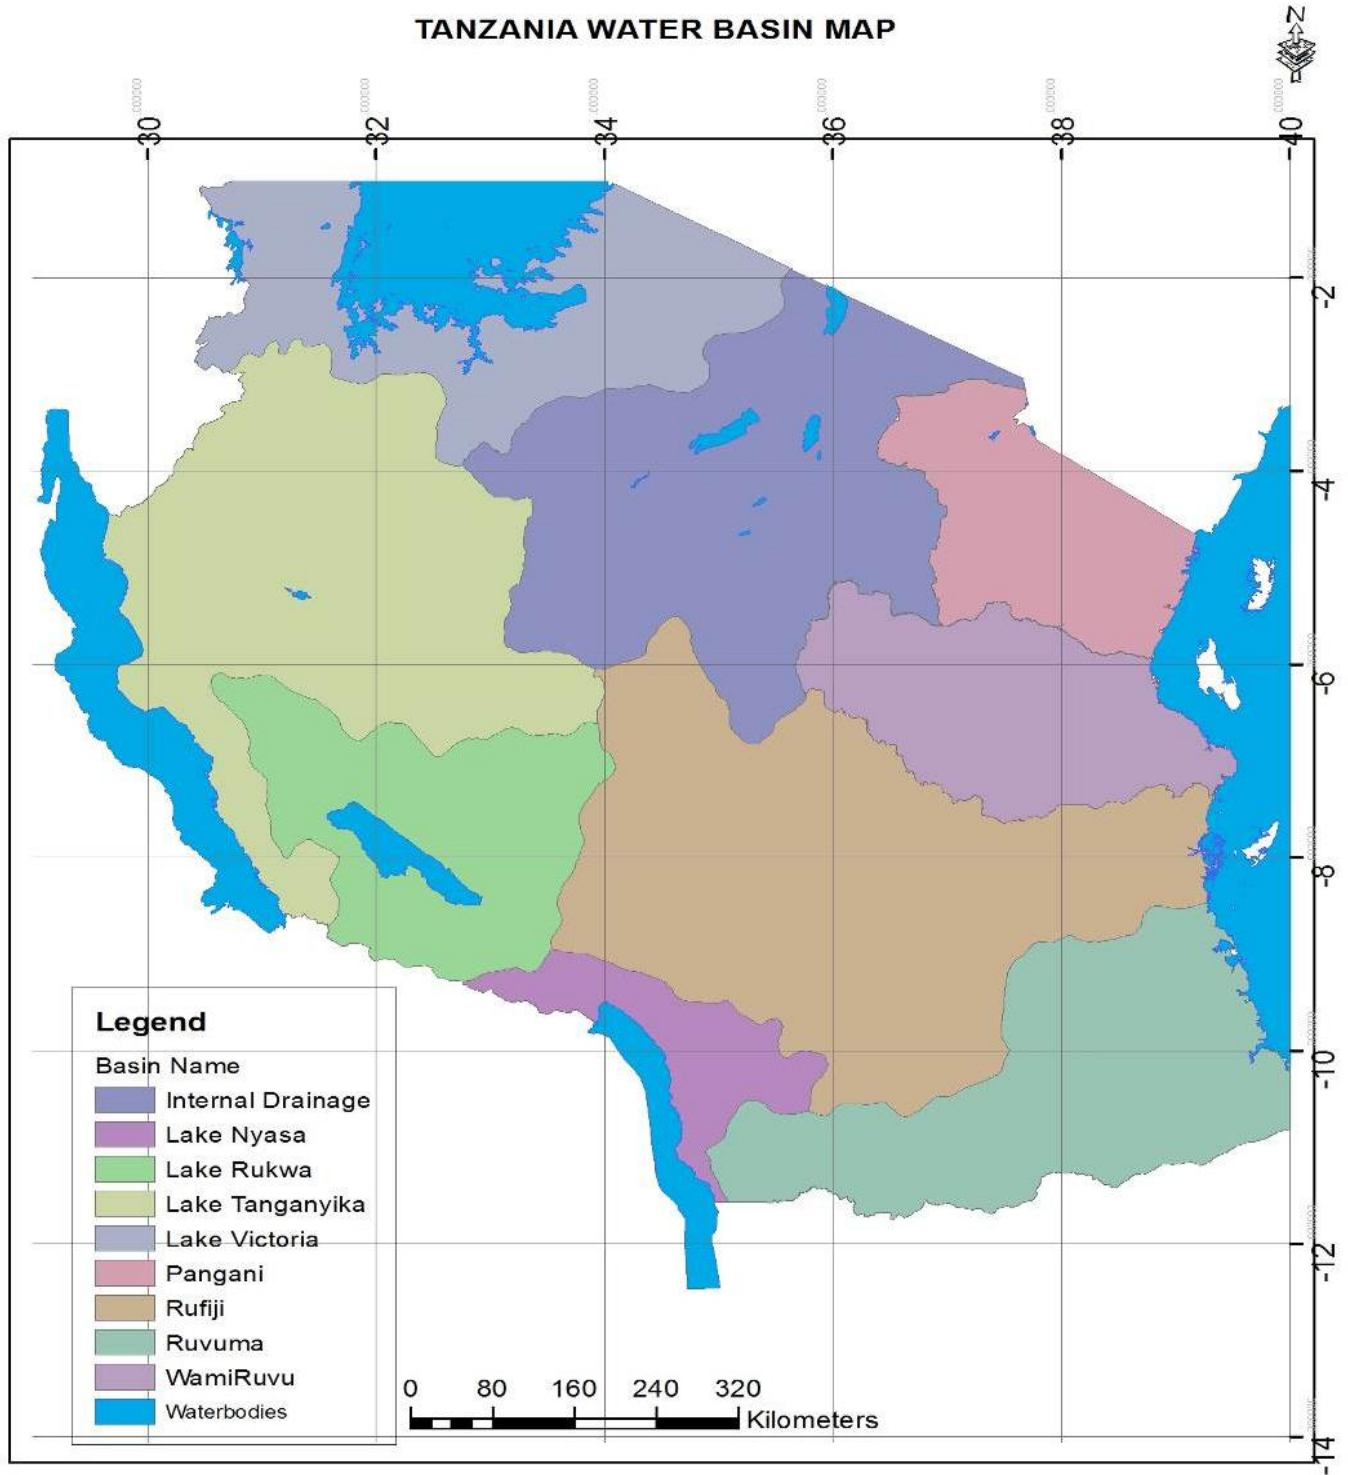 TANZANIA WATER BASIN MAP
N
30
32
34
36
38
40
-2
-4
-6
-8
-10
-12
-14
Legend
Basin Name
Internal Drainage
Lake Nyasa
Lake Rukwa
Lake Tanganyika
Lake Victoria
Pangani
Rufiji
Ruvuma
WamiRuvu
Waterbodies
0 80 160 240 320
Kilometers